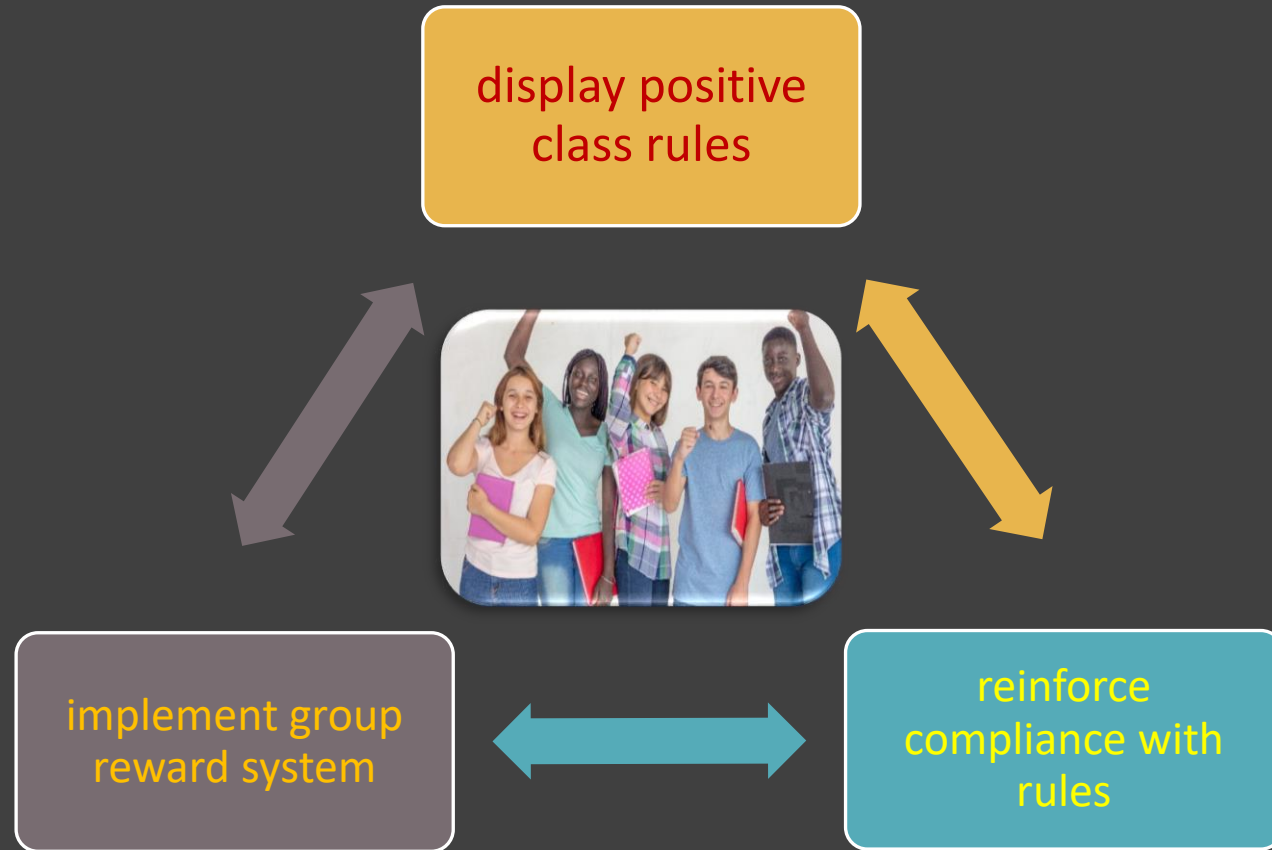 display positive
class rules
implement group
reward system
reinforce
compliance with
rules